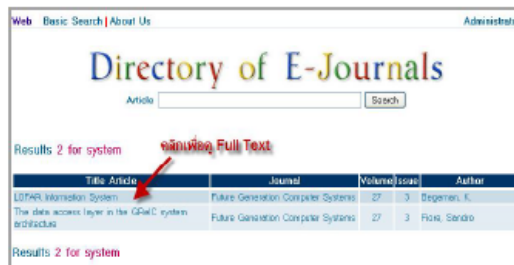 Web Basic Search | About Us Administrat
Directory of E-Journals
Article Search
คลิกเพื่อดู Full Text
Results 2 for system
Title Article Journal Volume Issue Author
LOFAR Information System Future Generation Computer Systems 27 3 Begeman, K.
The data access layer in the GRelC system architecture Future Generation Computer Systems 27 3 Fiore, Sandro
Results 2 for system